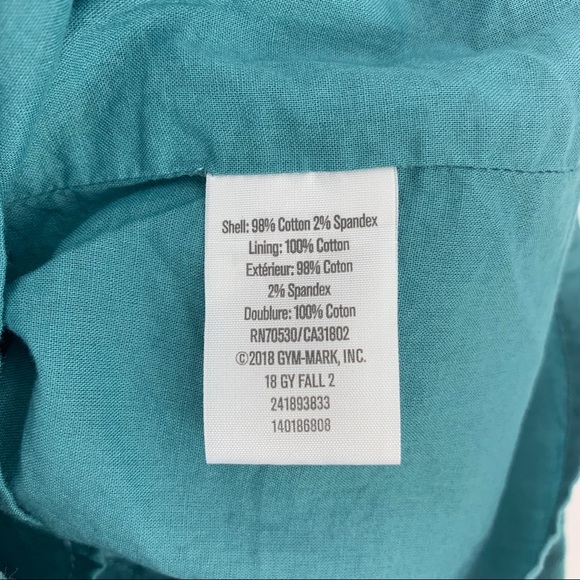 Shell: 98% Cotton 2% Spandex
Lining: 100% Cotton
Extérieur: 98% Coton
2% Spandex
Doublure: 100% Coton
RN70530/CA31802
©2018 GYM-MARK, INC.
18 GY FALL 2
241893833
140186808